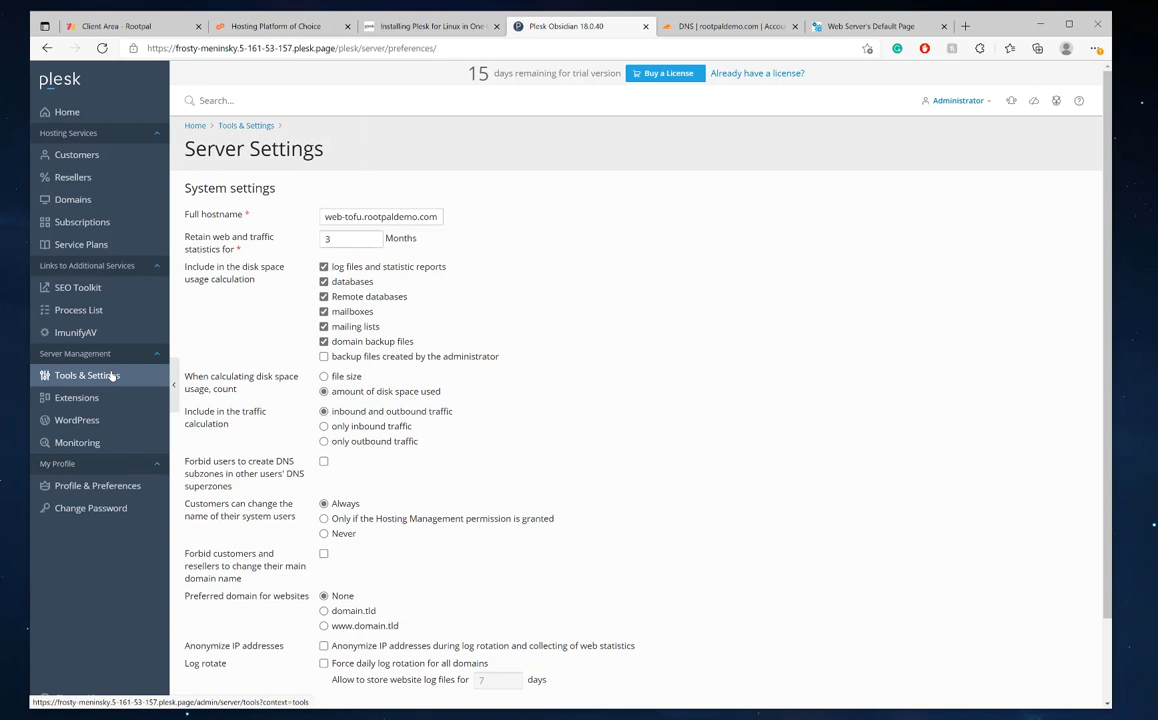 Client Area - Rootpal
Hosting Platform of Choice
Installing Plesk for Linux in One
Plesk Obsidian 18.0.40
DNS | rootpaldemo.com | Accou
Web Server's Default Page
https://frosty-meninsky.5-161-53-157.plesk.page/plesk/server/preferences/
plesk
15 days remaining for trial version
Buy a License
Already have a license?
Search...
Administrator
Home
Hosting Services
Customers
Resellers
Domains
Subscriptions
Service Plans
Links to Additional Services
SEO Toolkit
Process List
ImunifyAV
Server Management
Tools & Settings
Extensions
WordPress
Monitoring
My Profile
Profile & Preferences
Change Password
Home > Tools & Settings >
Server Settings
System settings
Full hostname *
web-tofu.rootpaldemo.com
Retain web and traffic
statistics for *
3 Months
Include in the disk space
usage calculation
log files and statistic reports
databases
Remote databases
mailboxes
mailing lists
domain backup files
backup files created by the administrator
When calculating disk space
usage, count
file size
amount of disk space used
Include in the traffic
calculation
inbound and outbound traffic
only inbound traffic
only outbound traffic
Forbid users to create DNS
subzones in other users' DNS
superzones
Customers can change the
name of their system users
Always
Only if the Hosting Management permission is granted
Never
Forbid customers and
resellers to change their main
domain name
Preferred domain for websites
None
domain.tld
www.domain.tld
Anonymize IP addresses
Anonymize IP addresses during log rotation and collecting of web statistics
Log rotate
Force daily log rotation for all domains
Allow to store website log files for 7 days
https://frosty-meninsky.5-161-53-157.plesk.page/admin/server/tools?context=tools